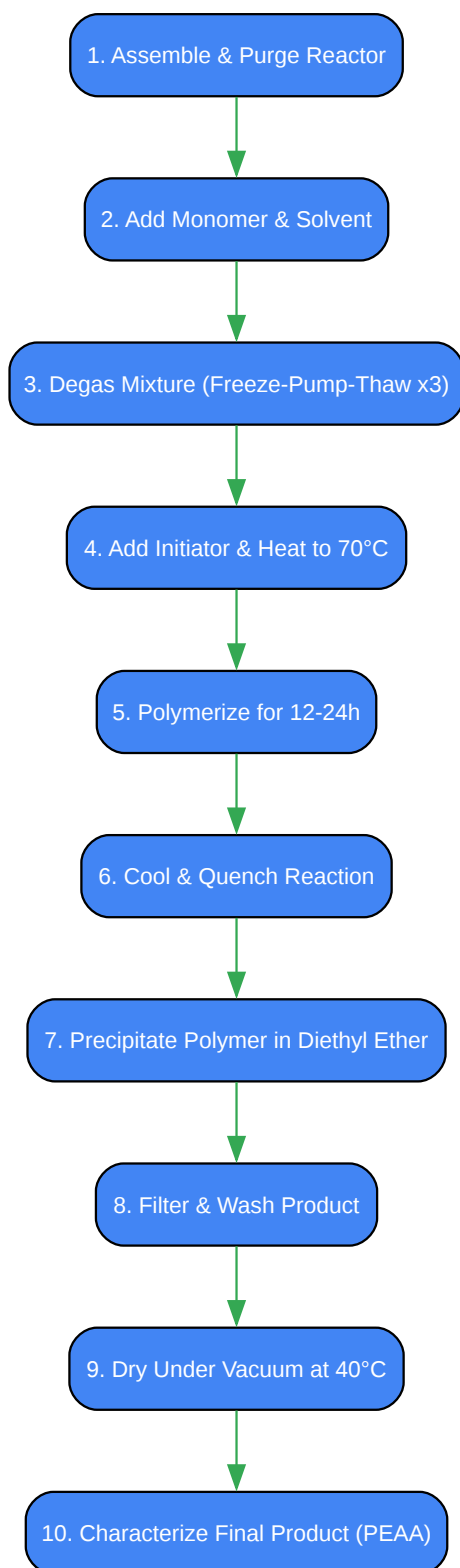 1. Assemble & Purge Reactor
2. Add Monomer & Solvent
3. Degas Mixture (Freeze-Pump-Thaw x3)
4. Add Initiator & Heat to 70°C
5. Polymerize for 12-24h
6. Cool & Quench Reaction
7. Precipitate Polymer in Diethyl Ether
8. Filter & Wash Product
9. Dry Under Vacuum at 40°C
10. Characterize Final Product (PEAA)